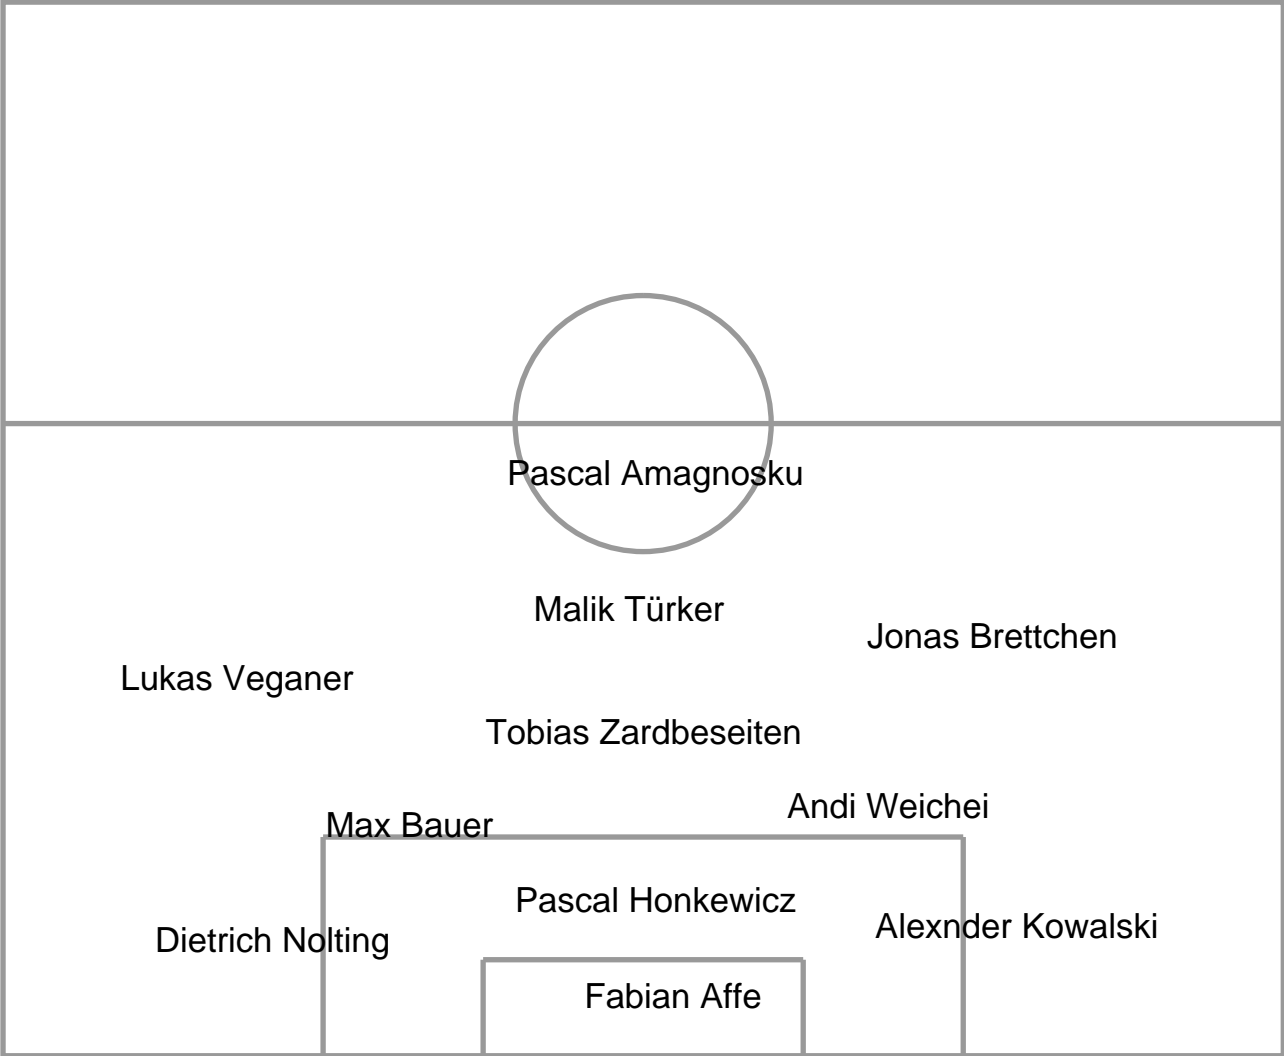 Pascal Amagnosku
Malik Türker
Jonas Brettchen
Lukas Veganer
Tobias Zardbeseiten
Andi Weichei
Max Bauer
Pascal Honkewicz
Alexnder Kowalski
Dietrich Nolting
Fabian Affe